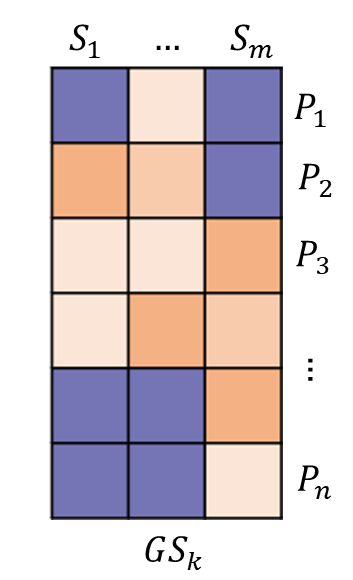 S₁ ... Sₘ
P₁
P₂
P₃
⋮
Pₙ
GSₖ